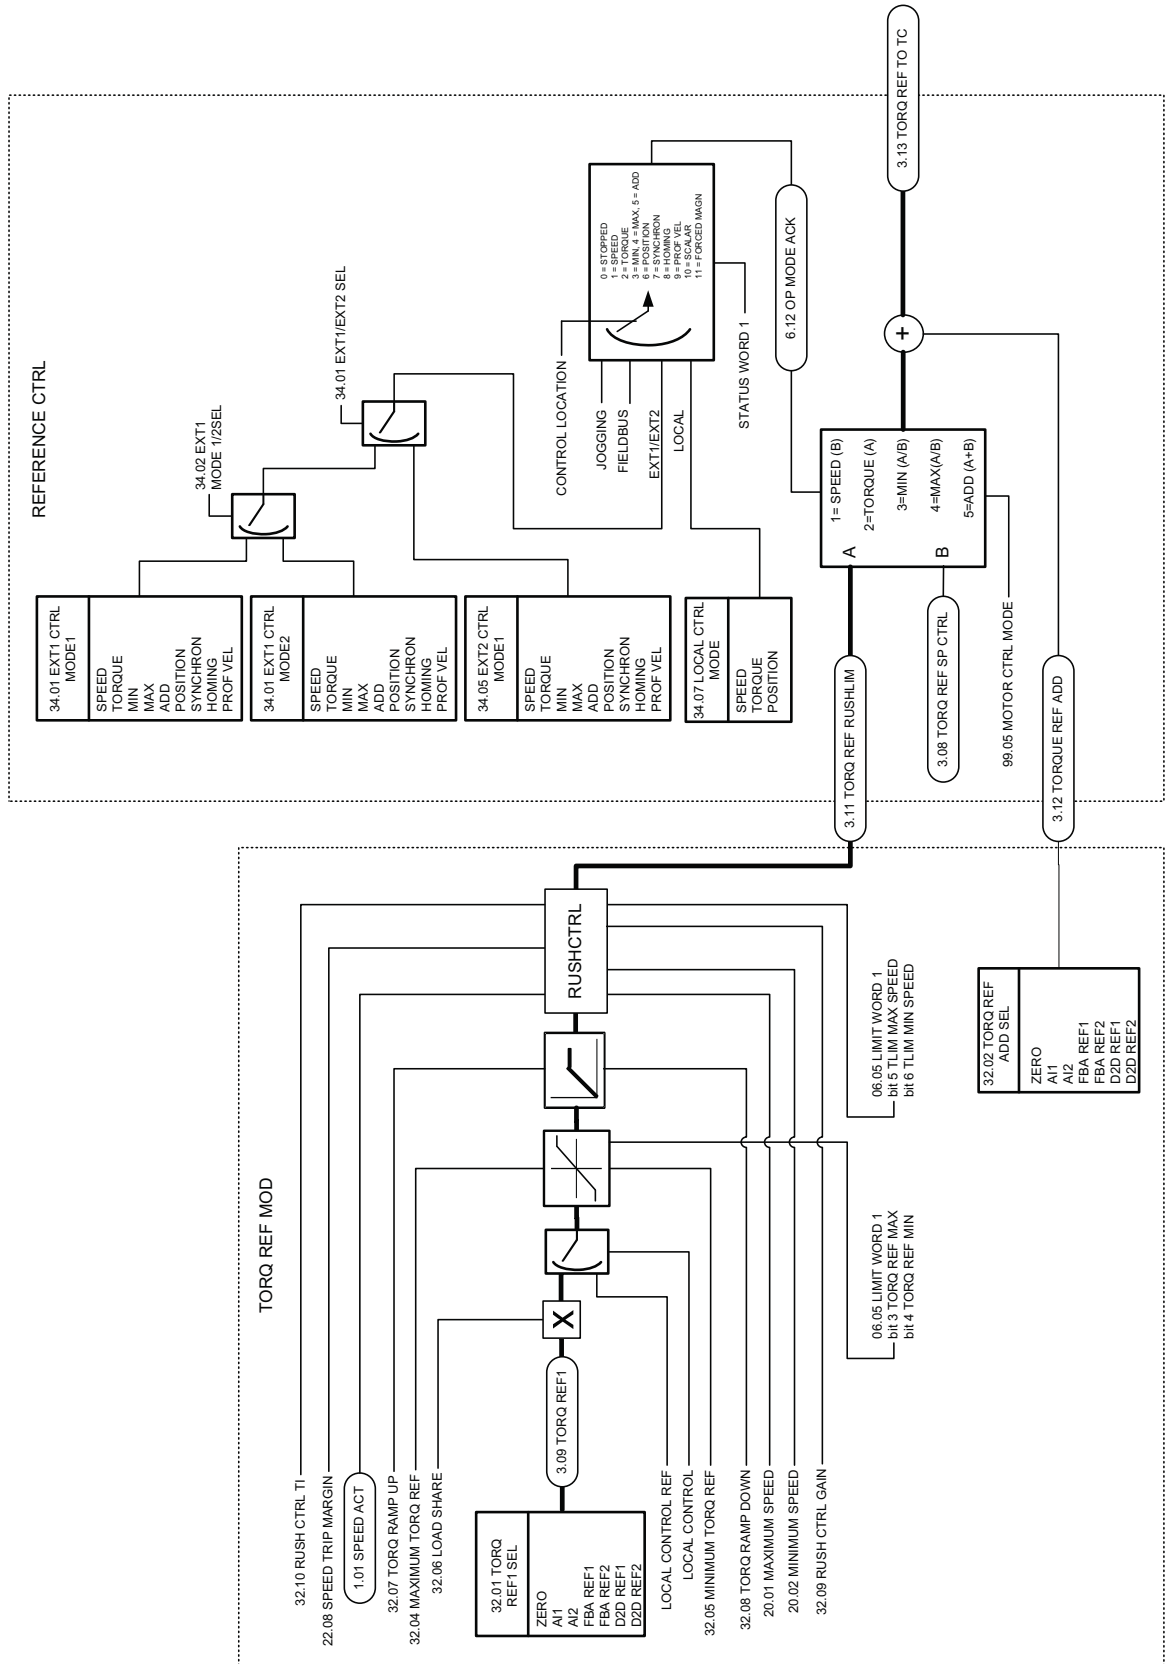 TORQ REF MOD
32.10 RUSH CTRL TI
22.08 SPEED TRIP MARGIN
1.01 SPEED ACT
32.07 TORQ RAMP UP
32.04 MAXIMUM TORQ REF
32.06 LOAD SHARE
32.01 TORQ
REF1 SEL
ZERO
AI1
AI2
FBA REF1
FBA REF2
D2D REF1
D2D REF2
3.09 TORQ REF1
X
RUSHCTRL
LOCAL CONTROL REF
LOCAL CONTROL
32.05 MINIMUM TORQ REF
32.08 TORQ RAMP DOWN
20.01 MAXIMUM SPEED
20.02 MINIMUM SPEED
32.09 RUSH CTRL GAIN
06.05 LIMIT WORD 1
bit 3 TORQ REF MAX
bit 4 TORQ REF MIN
06.05 LIMIT WORD 1
bit 5 TLIM MAX SPEED
bit 6 TLIM MIN SPEED
32.02 TORQ REF
ADD SEL
ZERO
AI1
AI2
FBA REF1
FBA REF2
D2D REF1
D2D REF2
REFERENCE CTRL
34.01 EXT1 CTRL
MODE1
SPEED
TORQUE
MIN
MAX
ADD
POSITION
SYNCHRON
HOMING
PROF VEL
34.01 EXT1 CTRL
MODE2
SPEED
TORQUE
MIN
MAX
ADD
POSITION
SYNCHRON
HOMING
PROF VEL
34.05 EXT2 CTRL
MODE1
SPEED
TORQUE
MIN
MAX
ADD
POSITION
SYNCHRON
HOMING
PROF VEL
34.07 LOCAL CTRL
MODE
SPEED
TORQUE
POSITION
34.02 EXT1
MODE 1/2SEL
34.01 EXT1/EXT2 SEL
CONTROL LOCATION
JOGGING
FIELDBUS
EXT1/EXT2
LOCAL
0 = STOPPED
1 = SPEED
2 = TORQUE
3 = MIN, 4 = MAX, 5 = ADD
6 = POSITION
7 = SYNCHRON
8 = HOMING
9 = PROF VEL
10 = SCALAR
11 = FORCED MAGN
STATUS WORD 1
6.12 OP MODE ACK
3.11 TORQ REF RUSHLIM
3.08 TORQ REF SP CTRL
99.05 MOTOR CTRL MODE
3.12 TORQUE REF ADD
A
B
1= SPEED (B)
2=TORQUE (A)
3=MIN (A/B)
4=MAX(A/B)
5=ADD (A+B)
+
3.13 TORQ REF TO TC